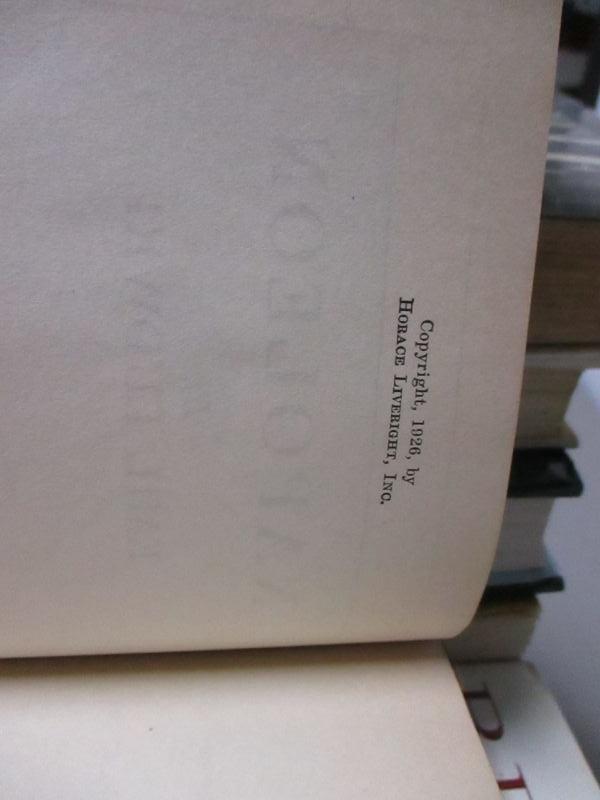 Copyright, 1926, by
HORACE LIVERIGHT, INC.